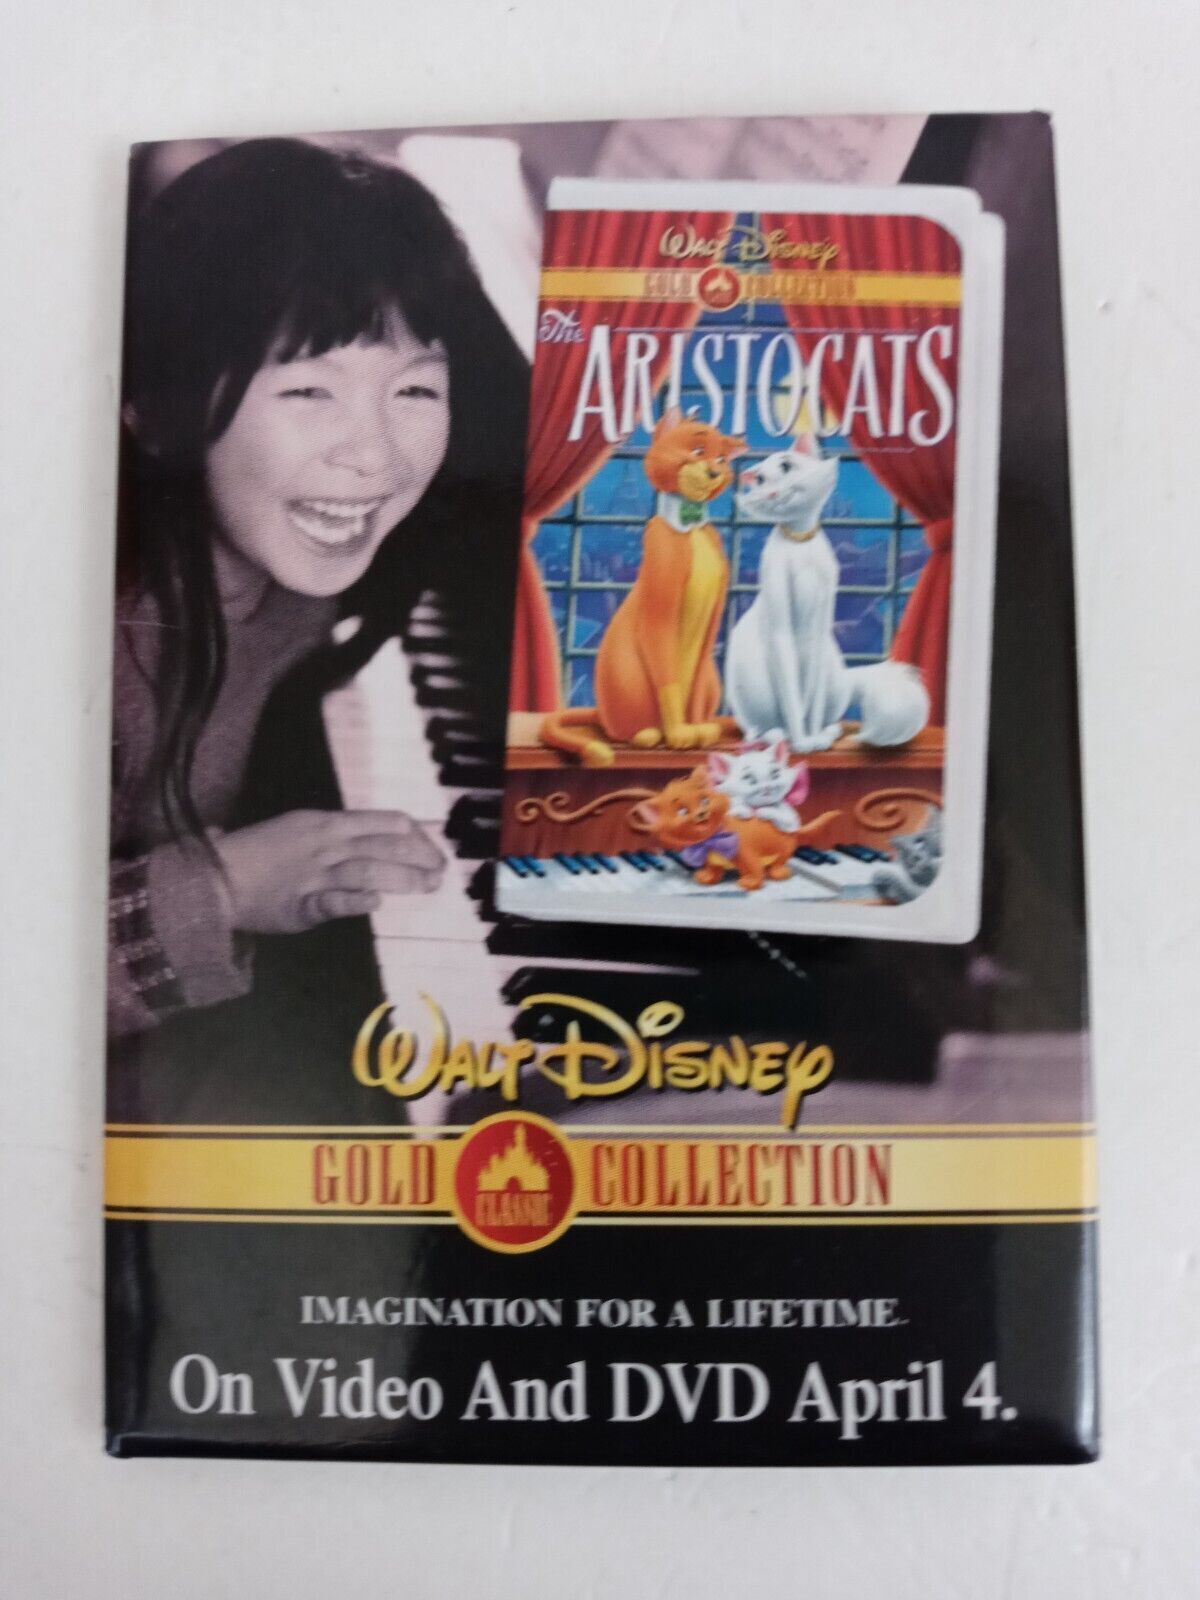 WALT DISNEY
GOLD COLLECTION
The
ARISTOCATS
WALT DISNEY
GOLD CLASSIC COLLECTION
IMAGINATION FOR A LIFETIME.
On Video And DVD April 4.